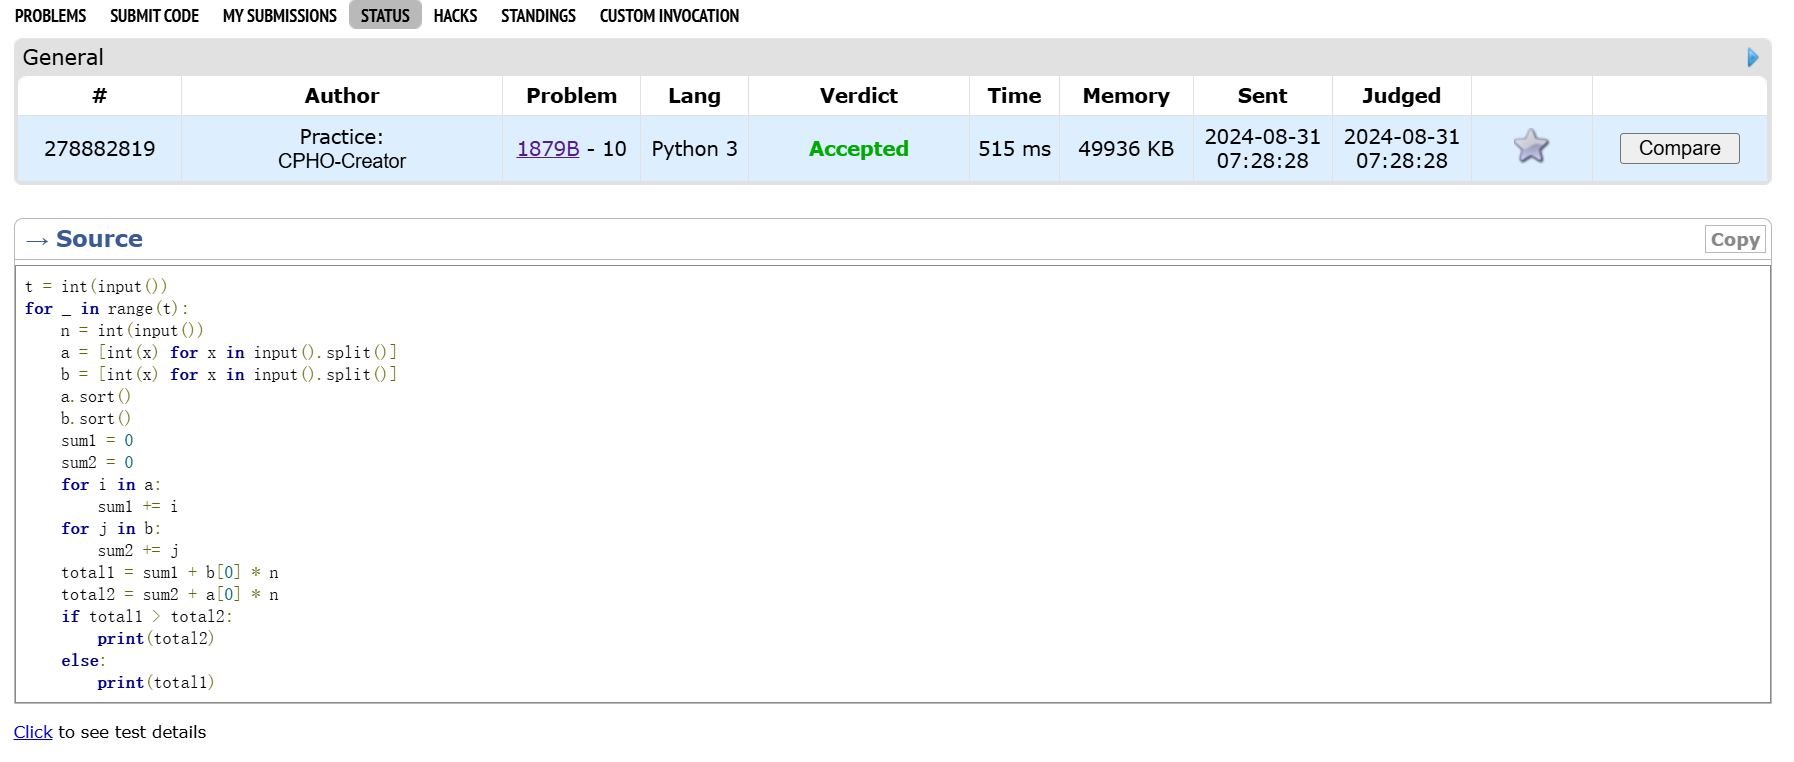 PROBLEMS SUBMIT CODE MY SUBMISSIONS STATUS HACKS STANDINGS CUSTOM INVOCATION
General
# Author Problem Lang Verdict Time Memory Sent Judged
278882819 Practice: CPHO-Creator 1879B - 10 Python 3 Accepted 515 ms 49936 KB 2024-08-31 07:28:28 2024-08-31 07:28:28 Compare
→ Source Copy
t = int(input())
for _ in range(t):
    n = int(input())
    a = [int(x) for x in input().split()]
    b = [int(x) for x in input().split()]
    a.sort()
    b.sort()
    sum1 = 0
    sum2 = 0
    for i in a:
        sum1 += i
    for j in b:
        sum2 += j
    total1 = sum1 + b[0] * n
    total2 = sum2 + a[0] * n
    if total1 > total2:
        print(total2)
    else:
        print(total1)
Click to see test details